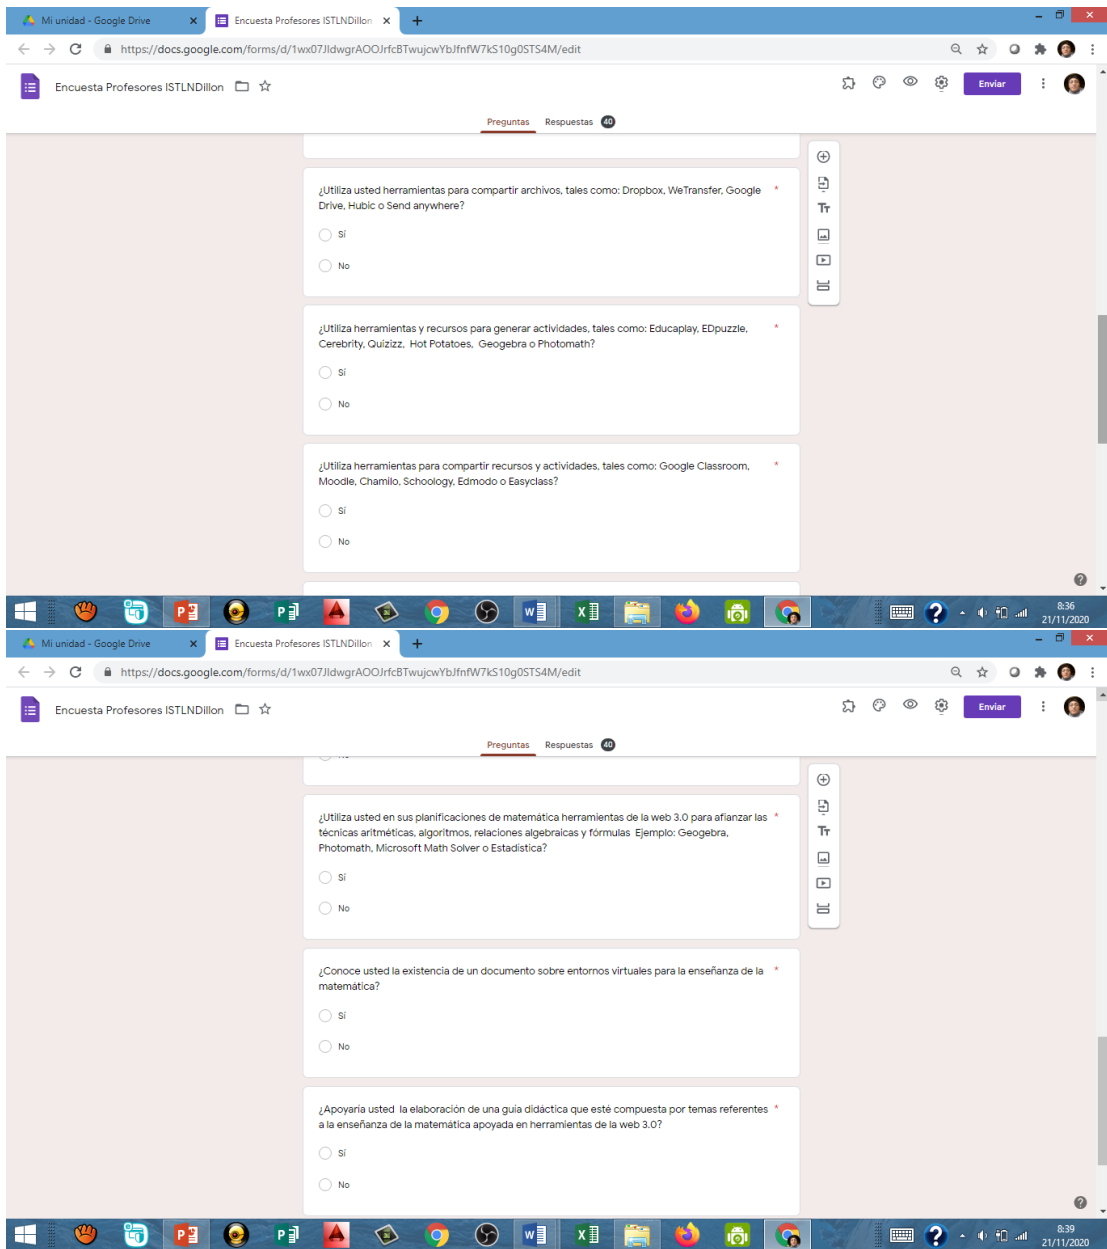 Mi unidad - Google Drive
Encuesta Profesores ISTLNDillon
https://docs.google.com/forms/d/1wx07JIdwgrAOOJrfcBTwujcwYbJfnfW7kS10g0STS4M/edit
Encuesta Profesores ISTLNDillon
Enviar
Preguntas Respuestas 40
¿Utiliza usted herramientas para compartir archivos, tales como: Dropbox, WeTransfer, Google *
Drive, Hubic o Send anywhere?
Sí
No
¿Utiliza herramientas y recursos para generar actividades, tales como: Educaplay, EDpuzzle, *
Cerebrity, Quizizz, Hot Potatoes, Geogebra o Photomath?
Sí
No
¿Utiliza herramientas para compartir recursos y actividades, tales como: Google Classroom, *
Moodle, Chamilo, Schoology, Edmodo o Easyclass?
Sí
No
8:36
21/11/2020
Mi unidad - Google Drive
Encuesta Profesores ISTLNDillon
https://docs.google.com/forms/d/1wx07JIdwgrAOOJrfcBTwujcwYbJfnfW7kS10g0STS4M/edit
Encuesta Profesores ISTLNDillon
Enviar
Preguntas Respuestas 40
¿Utiliza usted en sus planificaciones de matemática herramientas de la web 3.0 para afianzar las *
técnicas aritméticas, algoritmos, relaciones algebraicas y fórmulas Ejemplo: Geogebra,
Photomath, Microsoft Math Solver o Estadística?
Sí
No
¿Conoce usted la existencia de un documento sobre entornos virtuales para la enseñanza de la *
matemática?
Sí
No
¿Apoyaría usted la elaboración de una guía didáctica que esté compuesta por temas referentes *
a la enseñanza de la matemática apoyada en herramientas de la web 3.0?
Sí
No
8:39
21/11/2020